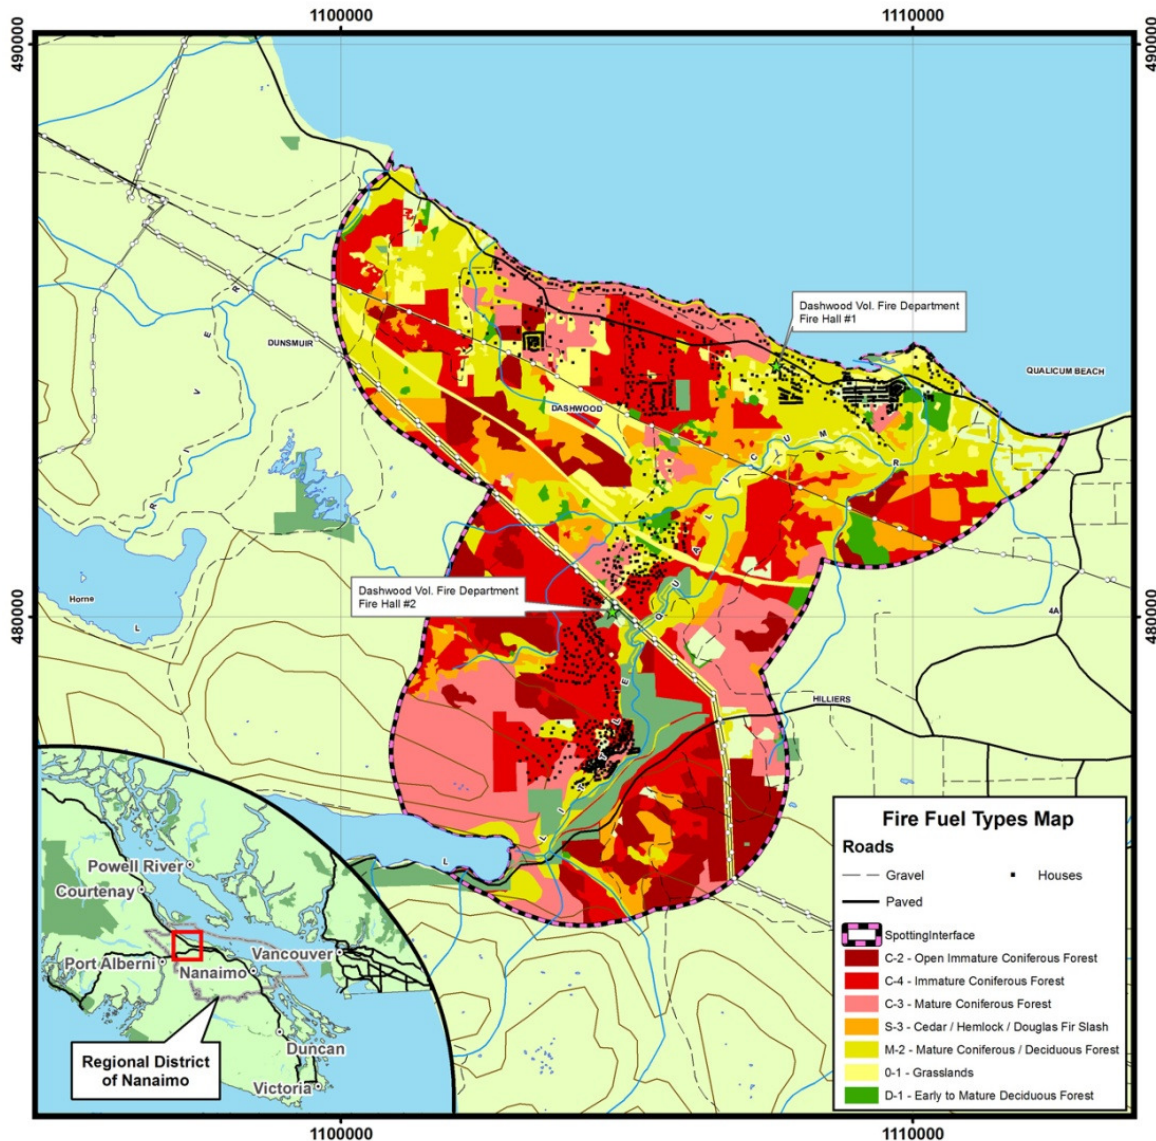 1100000
1110000
490000
490000
Dashwood Vol. Fire Department
Fire Hall #1
DUNSMUIR
QUALICUM BEACH
DASHWOOD
RIVER
QUALICUM R
Dashwood Vol. Fire Department
Fire Hall #2
Horne
L
480000
480000
4A
HILLIERS
LITTLE QUALICUM R
L
Fire Fuel Types Map
Roads
Gravel
Houses
Paved
SpottingInterface
C-2 - Open Immature Coniferous Forest
C-4 - Immature Coniferous Forest
C-3 - Mature Coniferous Forest
S-3 - Cedar / Hemlock / Douglas Fir Slash
M-2 - Mature Coniferous / Deciduous Forest
0-1 - Grasslands
D-1 - Early to Mature Deciduous Forest
Powell River
Courtenay
Port Alberni
Nanaimo
Vancouver
Regional District
of Nanaimo
Duncan
Victoria
1100000
1110000